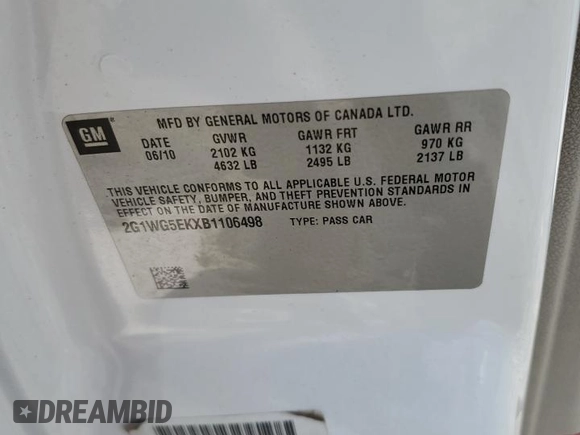 GM
MFD BY GENERAL MOTORS OF CANADA LTD.
DATE GVWR GAWR FRT GAWR RR
06/10 2102 KG 1132 KG 970 KG
4632 LB 2495 LB 2137 LB
THIS VEHICLE CONFORMS TO ALL APPLICABLE U.S. FEDERAL MOTOR
VEHICLE SAFETY, BUMPER, AND THEFT PREVENTION STANDARDS IN
EFFECT ON THE DATE OF MANUFACTURE SHOWN ABOVE.
2G1WG5EKXB1106498 TYPE: PASS CAR
DREAMBID